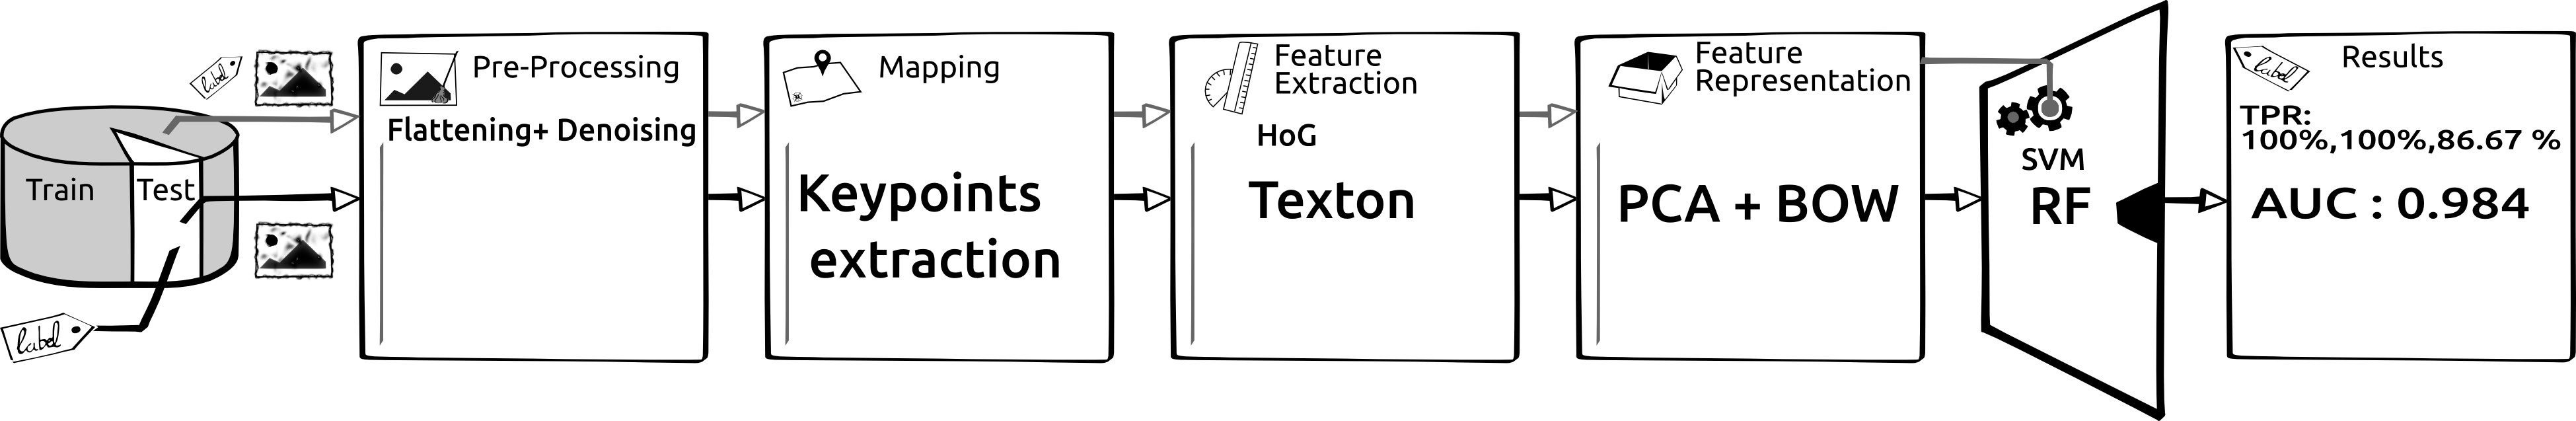 label
Train
Test
label
Pre-Processing
Flattening+ Denoising
Mapping
Keypoints
extraction
Feature
Extraction
HoG
Texton
Feature
Representation
PCA + BOW
SVM
RF
label
Results
TPR:
100%,100%,86.67 %
AUC : 0.984